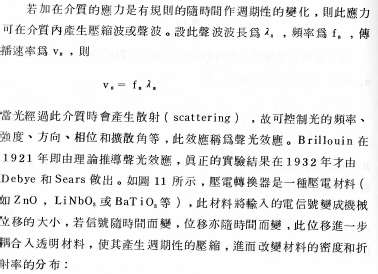 若加在介質的應力是有規則的隨時間作週期性的變化，則此應力
可在介質內產生壓縮波或聲波。設此聲波波長為 λₐ，頻率為 fₐ，傳
播速率為 vₐ，則
vₐ = fₐ λₐ
當光經過此介質時會產生散射（scattering），故可控制光的頻率、
強度、方向、相位和擴散角等，此效應稱爲聲光效應。Brillouin 在
1921 年即由理論推導聲光效應，眞正的實驗結果在 1932 年才由
Debye 和 Sears 做出。如圖 11 所示，壓電轉換器是一種壓電材料（
如 ZnO、LiNbO₃ 或 BaTiO₃ 等），此材料將輸入的電信號變成機械
位移的大小，若信號隨時間而變，位移亦隨時間而變，此位移進一步
耦合入透明材料，使其產生週期性的壓縮，進而改變材料的密度和折
射率的分布：